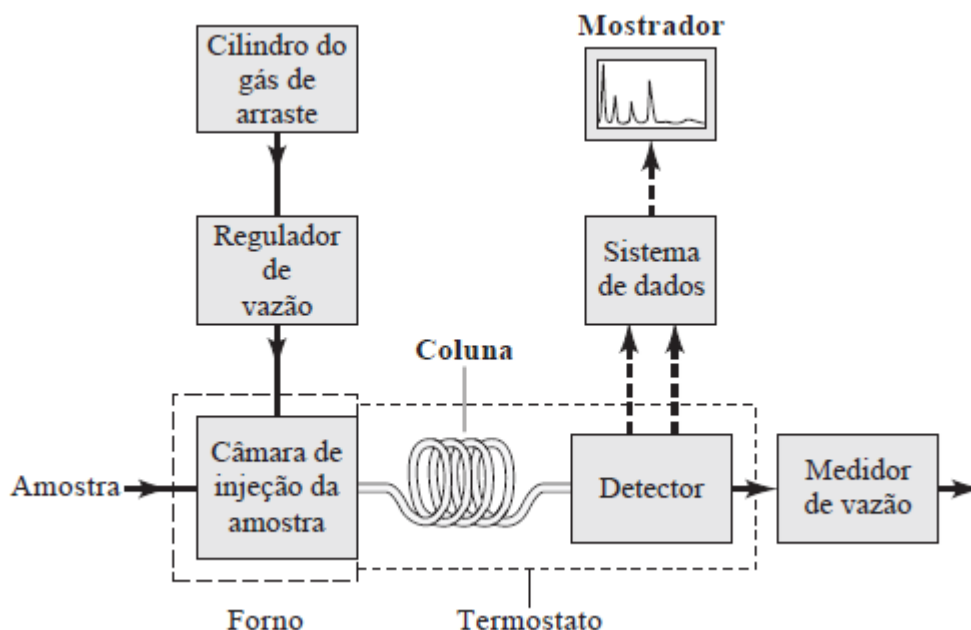 Cilindro do
gás de
arraste
Mostrador
Regulador
de
vazão
Sistema
de dados
Coluna
Amostra
Câmara de
injeção da
amostra
Detector
Medidor
de vazão
Forno
Termostato